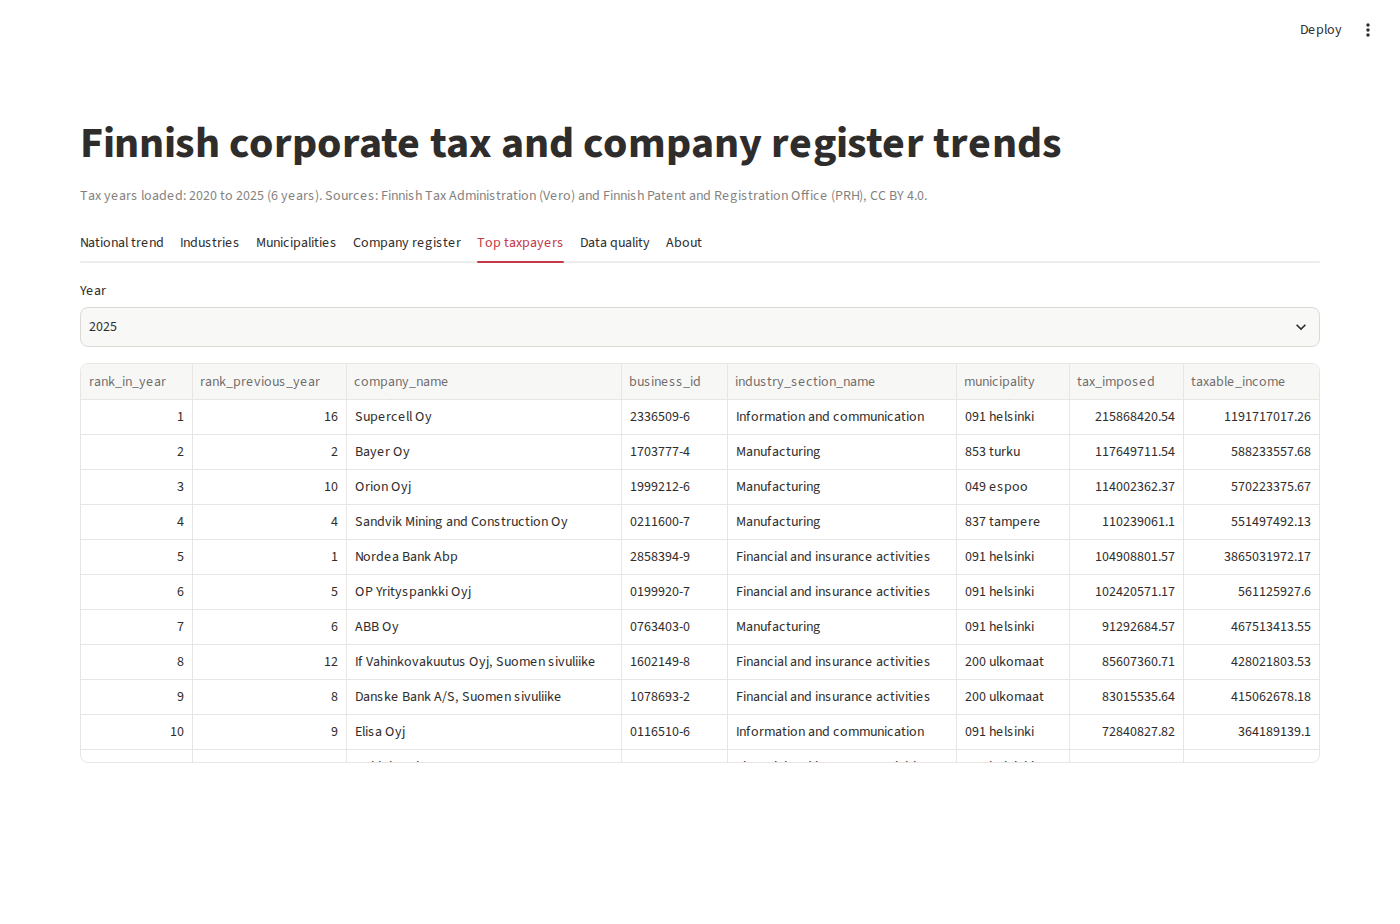 Deploy
Finnish corporate tax and company register trends
Tax years loaded: 2020 to 2025 (6 years). Sources: Finnish Tax Administration (Vero) and Finnish Patent and Registration Office (PRH), CC BY 4.0.
National trend Industries Municipalities Company register Top taxpayers Data quality About
Year
2025
rank_in_year rank_previous_year company_name business_id industry_section_name municipality tax_imposed taxable_income
1 16 Supercell Oy 2336509-6 Information and communication 091 helsinki 215868420.54 1191717017.26
2 2 Bayer Oy 1703777-4 Manufacturing 853 turku 117649711.54 588233557.68
3 10 Orion Oyj 1999212-6 Manufacturing 049 espoo 114002362.37 570223375.67
4 4 Sandvik Mining and Construction Oy 0211600-7 Manufacturing 837 tampere 110239061.1 551497492.13
5 1 Nordea Bank Abp 2858394-9 Financial and insurance activities 091 helsinki 104908801.57 3865031972.17
6 5 OP Yrityspankki Oyj 0199920-7 Financial and insurance activities 091 helsinki 102420571.17 561125927.6
7 6 ABB Oy 0763403-0 Manufacturing 091 helsinki 91292684.57 467513413.55
8 12 If Vahinkovakuutus Oyj, Suomen sivuliike 1602149-8 Financial and insurance activities 200 ulkomaat 85607360.71 428021803.53
9 8 Danske Bank A/S, Suomen sivuliike 1078693-2 Financial and insurance activities 200 ulkomaat 83015535.64 415062678.18
10 9 Elisa Oyj 0116510-6 Information and communication 091 helsinki 72840827.82 364189139.1